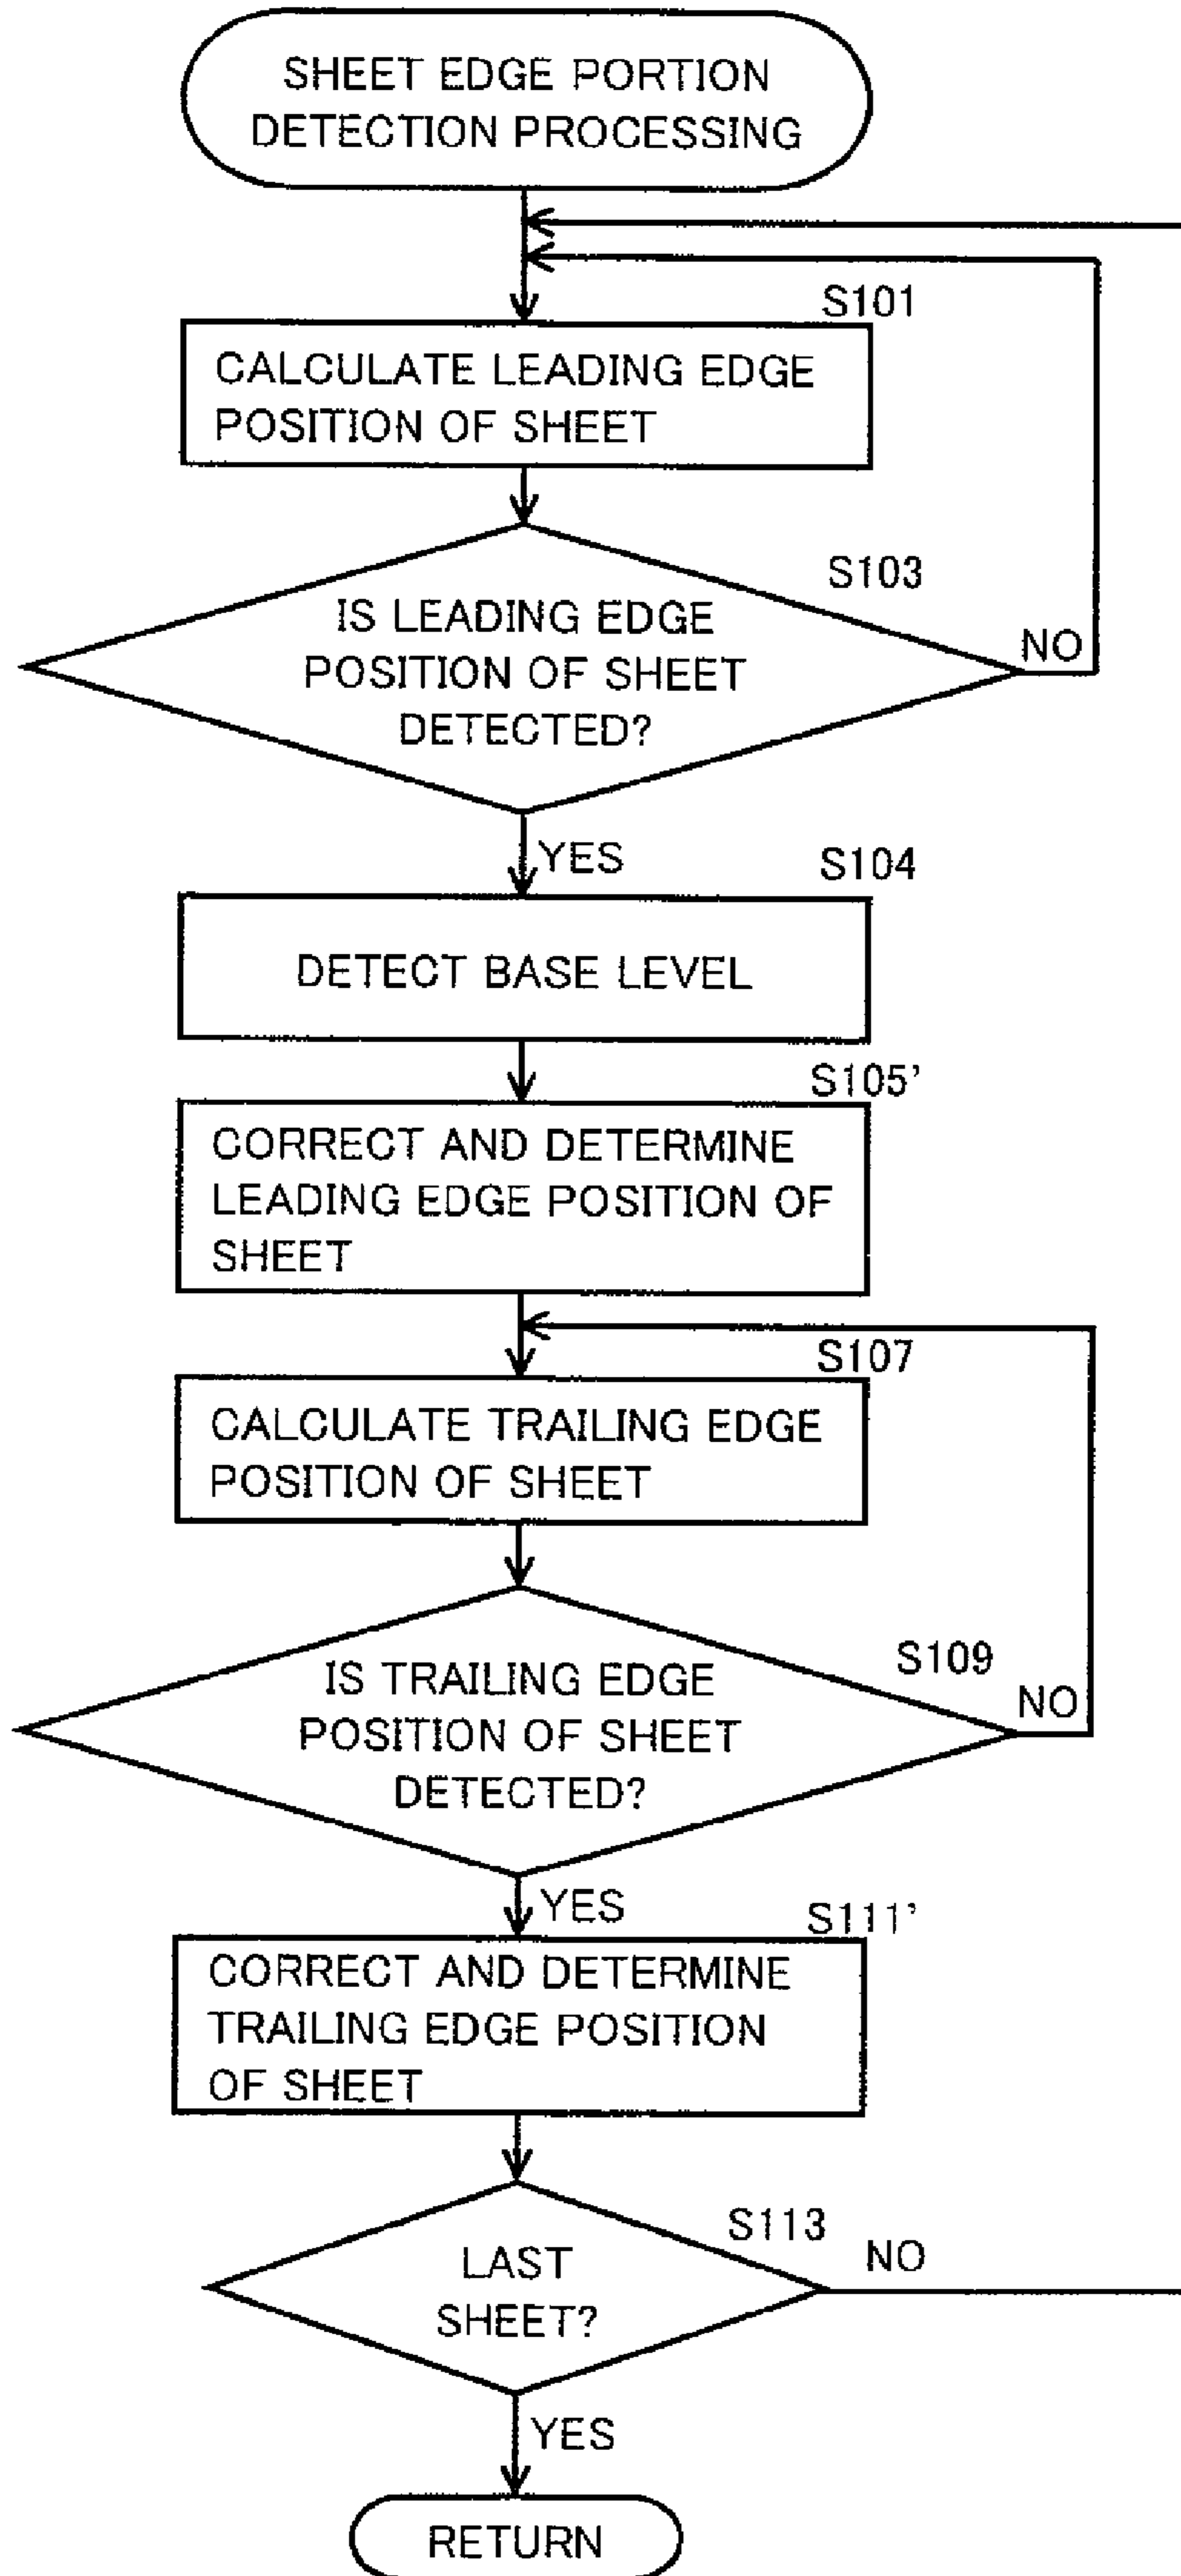 SHEET EDGE PORTION
DETECTION PROCESSING
S101
CALCULATE LEADING EDGE
POSITION OF SHEET
S103
IS LEADING EDGE
POSITION OF SHEET
DETECTED?
NO
YES
S104
DETECT BASE LEVEL
S105'
CORRECT AND DETERMINE
LEADING EDGE POSITION OF
SHEET
S107
CALCULATE TRAILING EDGE
POSITION OF SHEET
S109
IS TRAILING EDGE
POSITION OF SHEET
DETECTED?
NO
YES
S111'
CORRECT AND DETERMINE
TRAILING EDGE POSITION
OF SHEET
S113
LAST
SHEET?
NO
YES
RETURN